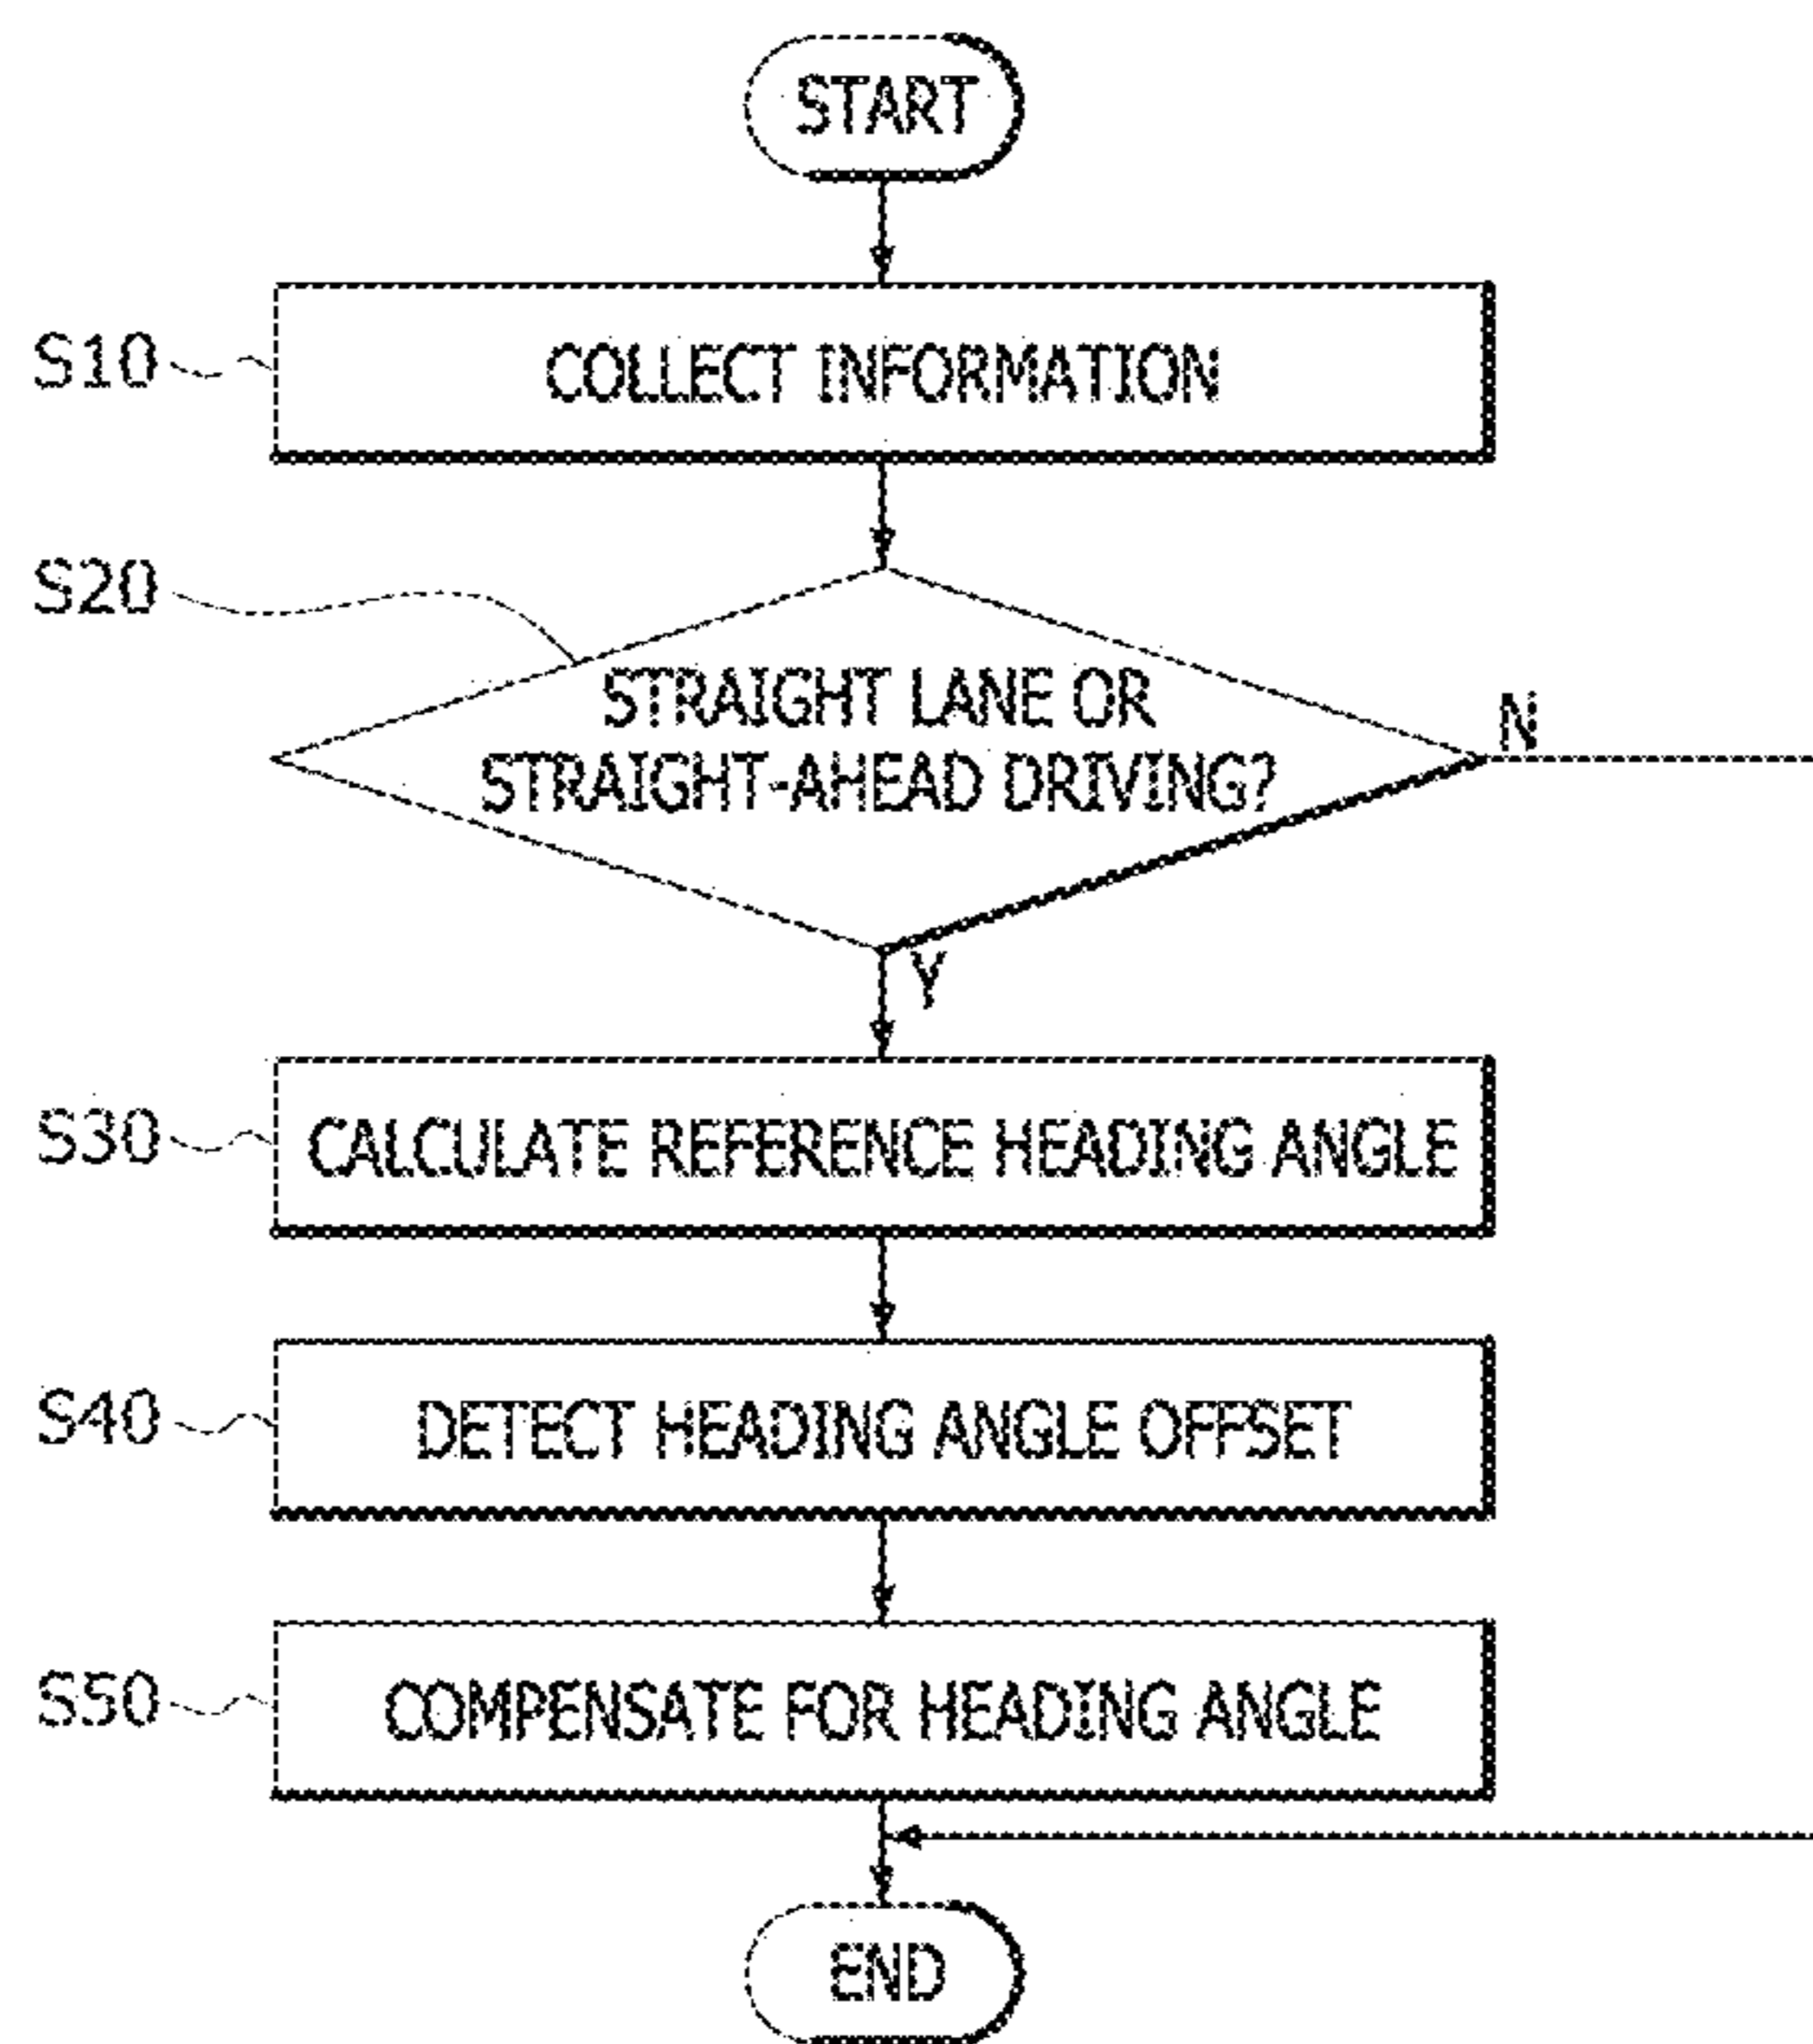 START
S10
COLLECT INFORMATION
S20
STRAIGHT LANE OR
STRAIGHT-AHEAD DRIVING?
N
Y
S30
CALCULATE REFERENCE HEADING ANGLE
S40
DETECT HEADING ANGLE OFFSET
S50
COMPENSATE FOR HEADING ANGLE
END